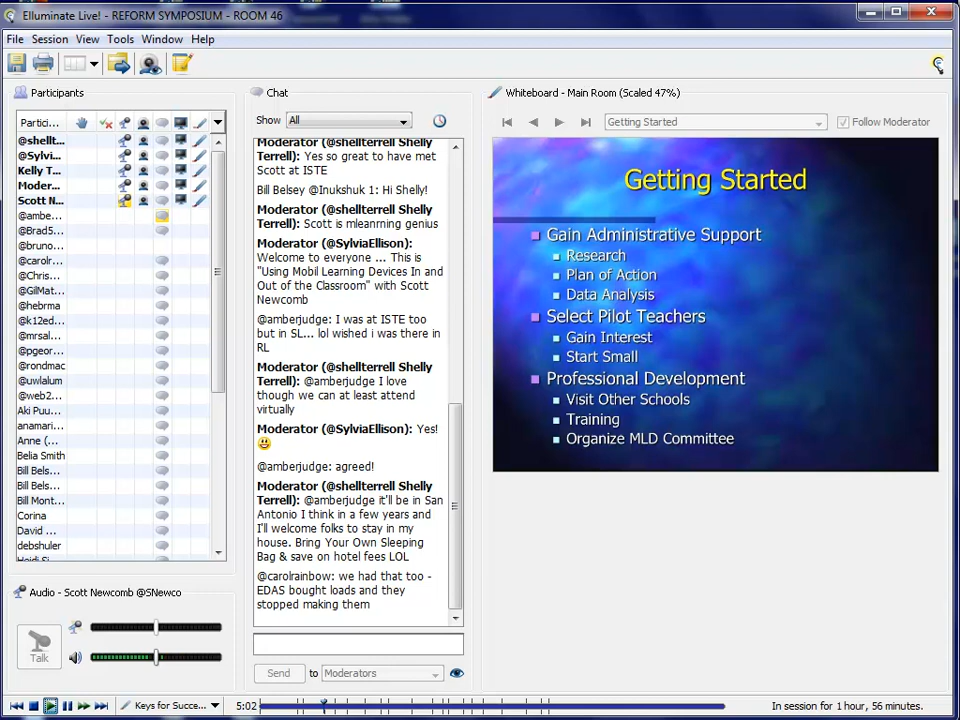 Elluminate Live! - REFORM SYMPOSIUM - ROOM 46
File Session View Tools Window Help
Participants
Partici...
@shellt...
@Sylvi...
Kelly T...
Moder...
Scott N...
@ambe...
@Brad5...
@bruno...
@carolr...
@Chris...
@GilMat...
@hebrma
@k12ed...
@mrsal...
@pgeor...
@rondmac
@uwlalum
@web2...
Aki Puu...
anamari...
Anne (...
Belia Smith
Bill Bels...
Bill Bels...
Bill Mont...
Corina
David ...
debshuler
Heidi Si...
Audio - Scott Newcomb @SNewco
Talk
Chat
Show All
Moderator (@shellterrell Shelly
Terrell): Yes so great to have met
Scott at ISTE
Bill Belsey @Inukshuk 1: Hi Shelly!
Moderator (@shellterrell Shelly
Terrell): Scott is mleanrning genius
Moderator (@SylviaEllison):
Welcome to everyone ... This is
"Using Mobil Learning Devices In and
Out of the Classroom" with Scott
Newcomb
@amberjudge: I was at ISTE too
but in SL... lol wished i was there in
RL
Moderator (@shellterrell Shelly
Terrell): @amberjudge I love
though we can at least attend
virtually
Moderator (@SylviaEllison): Yes!
@amberjudge: agreed!
Moderator (@shellterrell Shelly
Terrell): @amberjudge it'll be in San
Antonio I think in a few years and
I'll welcome folks to stay in my
house. Bring Your Own Sleeping
Bag & save on hotel fees LOL
@carolrainbow: we had that too -
EDAS bought loads and they
stopped making them
Send to Moderators
Whiteboard - Main Room (Scaled 47%)
Getting Started Follow Moderator
Getting Started
Gain Administrative Support
Research
Plan of Action
Data Analysis
Select Pilot Teachers
Gain Interest
Start Small
Professional Development
Visit Other Schools
Training
Organize MLD Committee
Keys for Succe... 5:02 In session for 1 hour, 56 minutes.